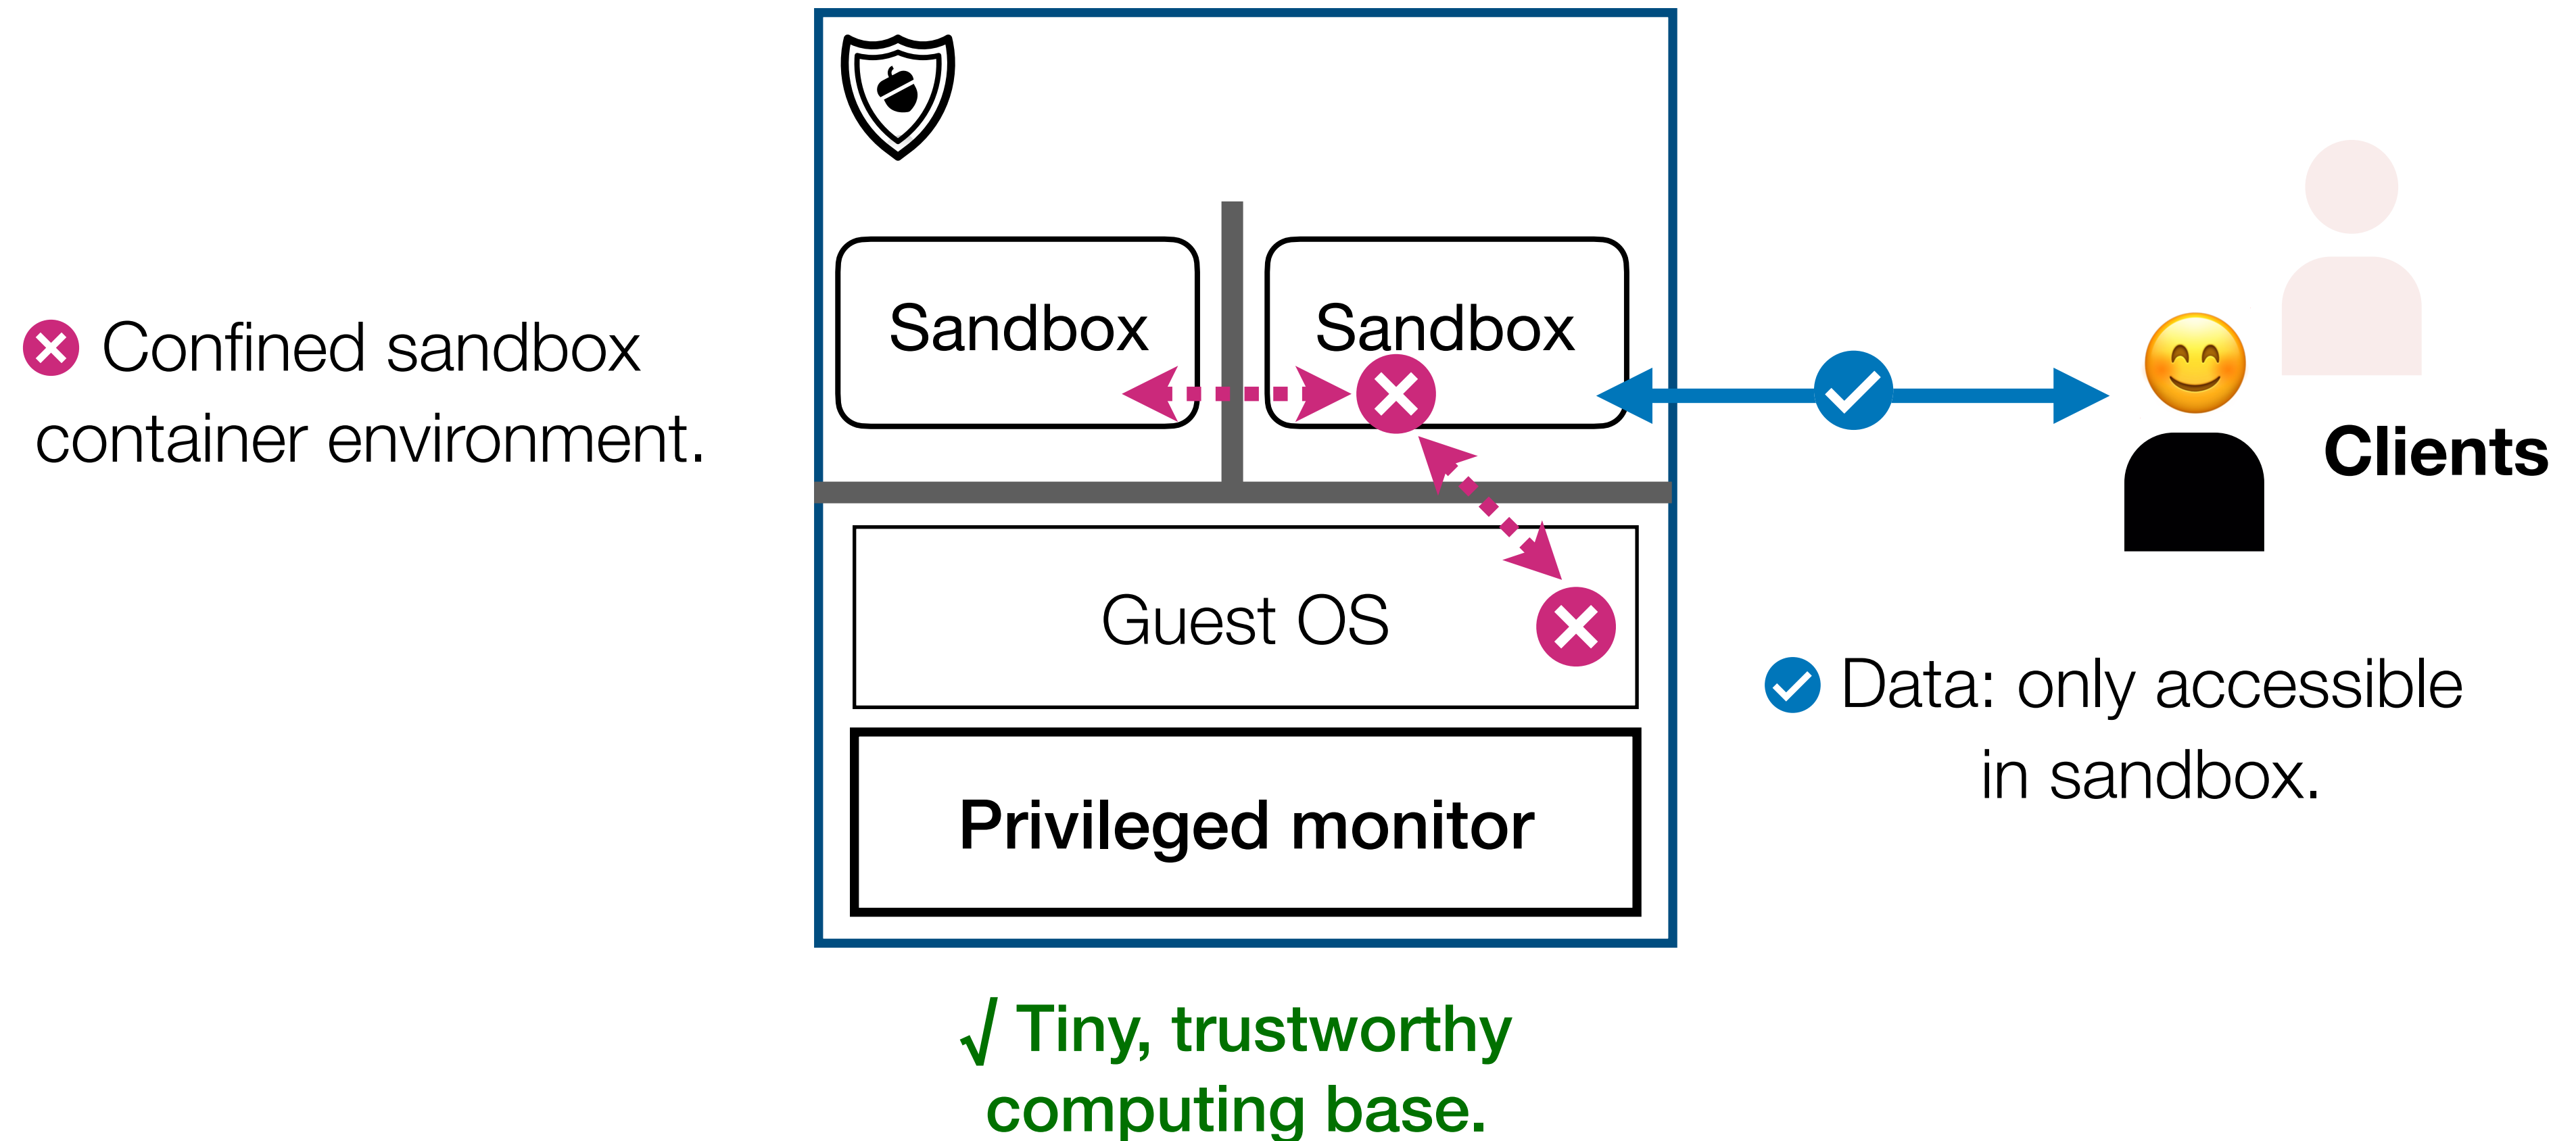 Sandbox
Sandbox
Confined sandbox
container environment.
Clients
Guest OS
Data: only accessible
in sandbox.
Privileged monitor
√ Tiny, trustworthy
computing base.